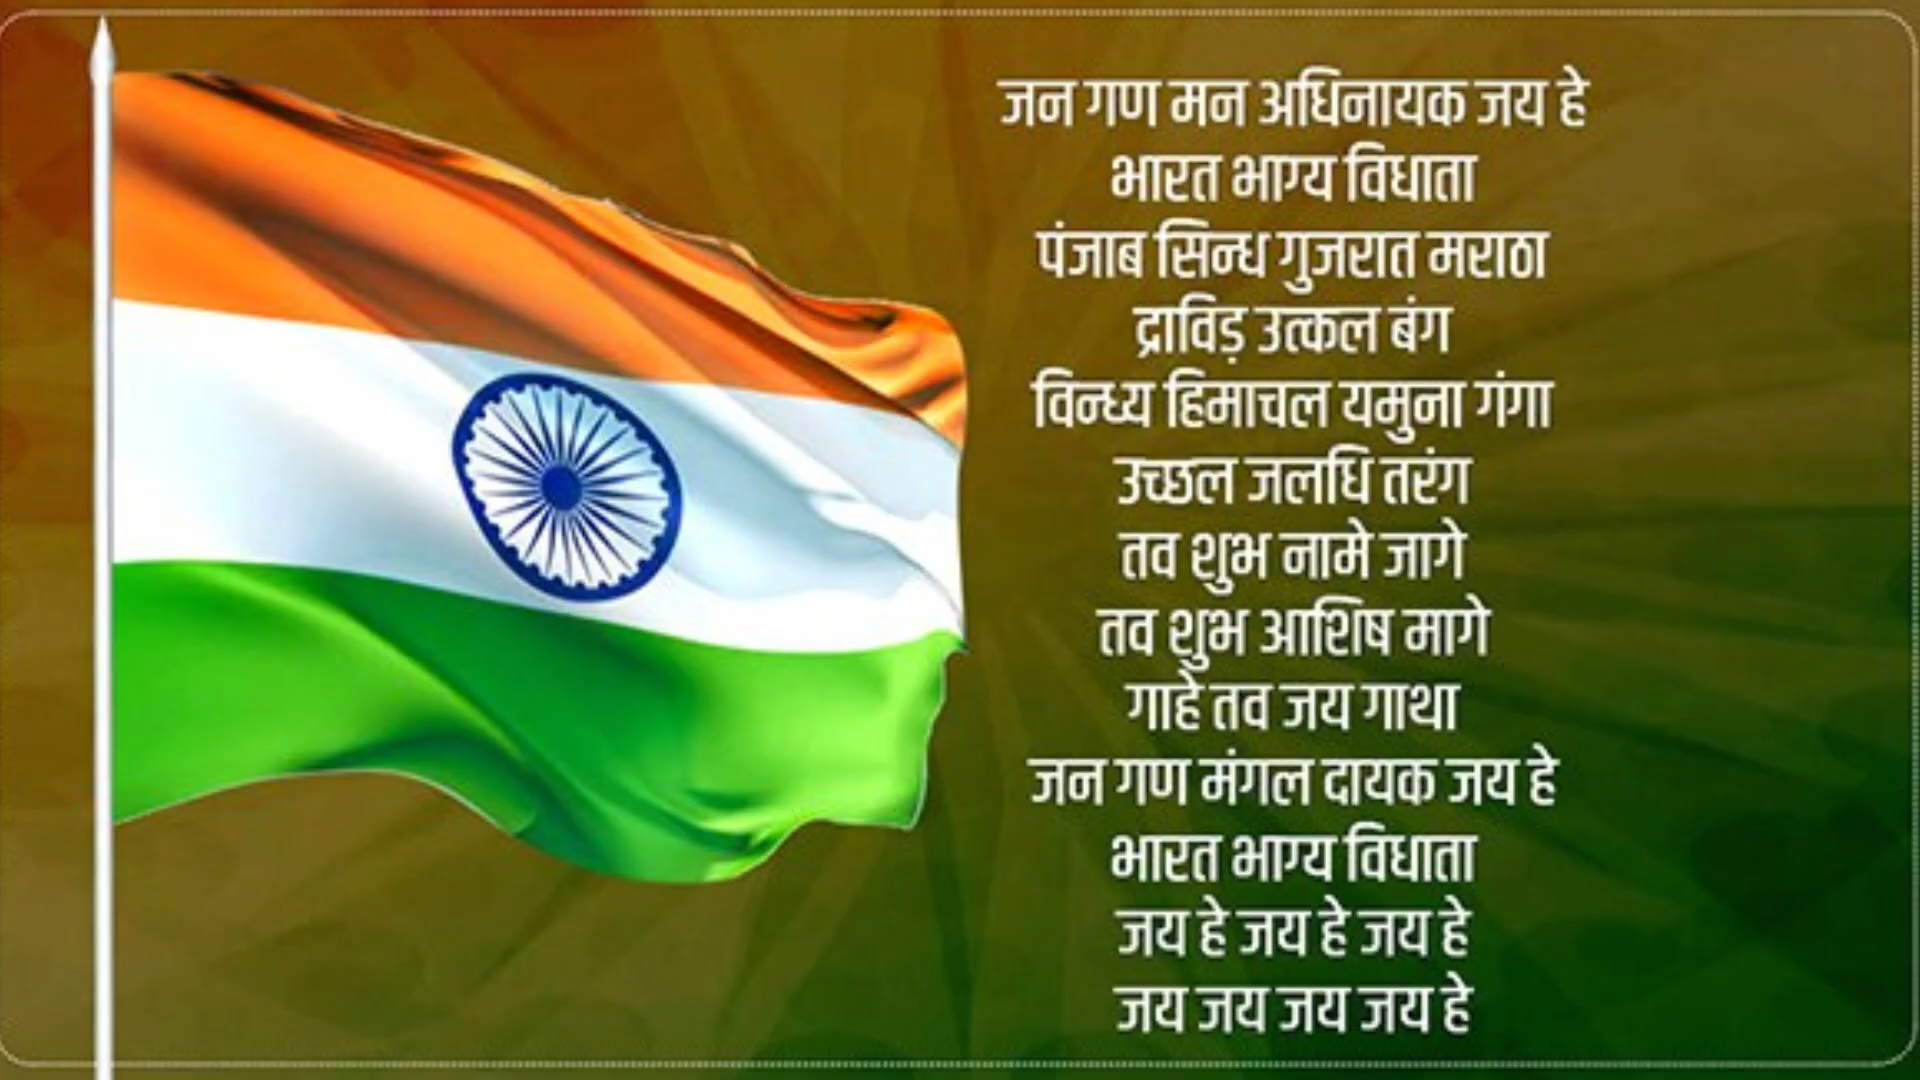 जन गण मन अधिनायक जय हे
भारत भाग्य विधाता
पंजाब सिन्ध गुजरात मराठा
द्राविड़ उत्कल बंग
विन्ध्य हिमाचल यमुना गंगा
उच्छल जलधि तरंग
तव शुभ नामे जागे
तव शुभ आशिष मागे
गाहे तव जय गाथा
जन गण मंगल दायक जय हे
भारत भाग्य विधाता
जय हे जय हे जय हे
जय जय जय जय हे